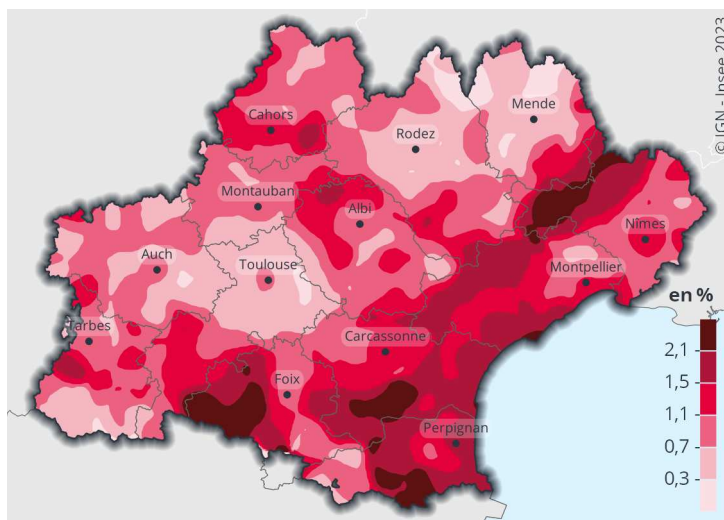 © IGN - Insee 2023
Mende
Cahors
Rodez
Montauban
Albi
Nîmes
Auch
Toulouse
Montpellier
en %
Tarbes
Carcassonne
2,1
1,5
Foix
1,1
Perpignan
0,7
0,3